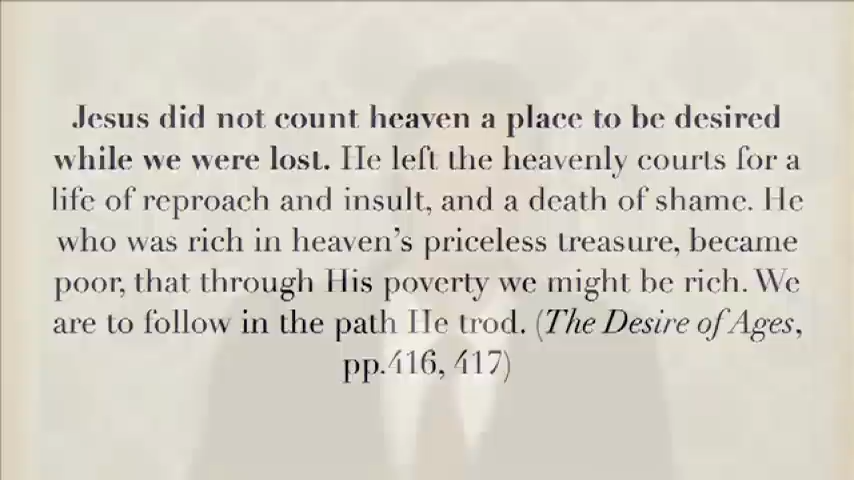 Jesus did not count heaven a place to be desired
while we were lost. He left the heavenly courts for a
life of reproach and insult, and a death of shame. He
who was rich in heaven’s priceless treasure, became
poor, that through His poverty we might be rich. We
are to follow in the path He trod. (The Desire of Ages,
pp.416, 417)